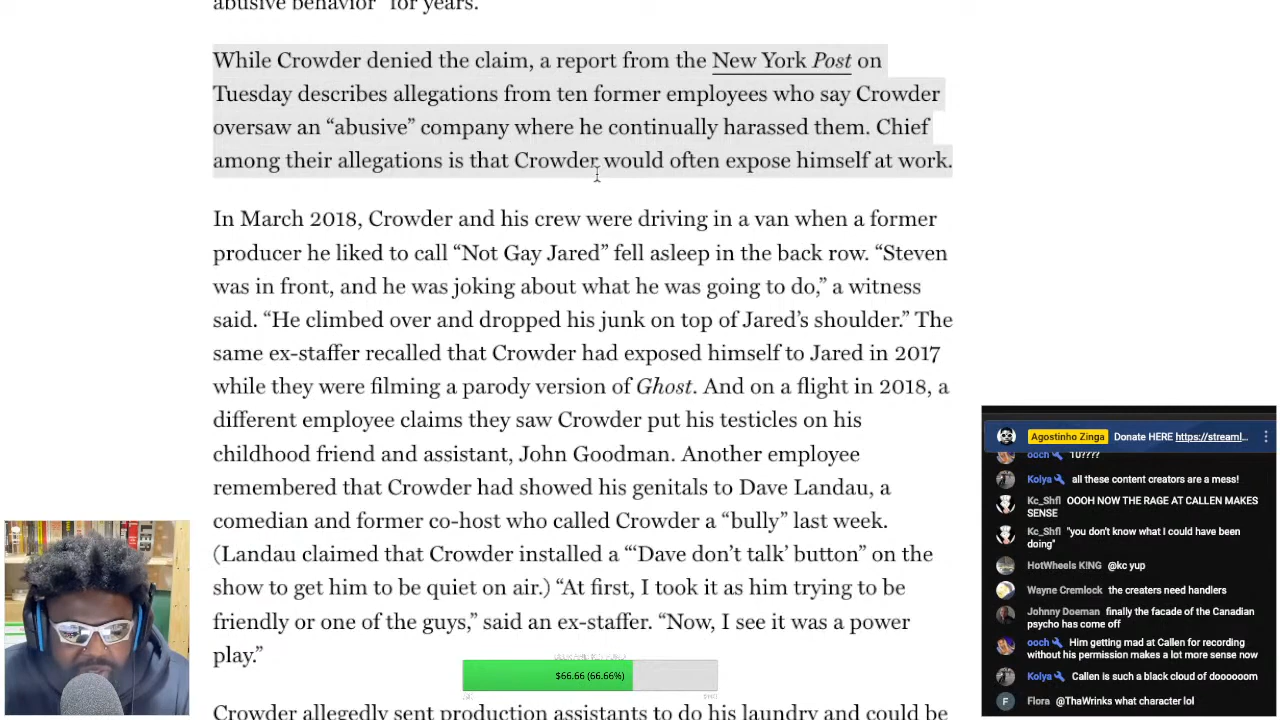 abusive behavior" for years.
While Crowder denied the claim, a report from the New York Post on
Tuesday describes allegations from ten former employees who say Crowder
oversaw an “abusive” company where he continually harassed them. Chief
among their allegations is that Crowder would often expose himself at work.
In March 2018, Crowder and his crew were driving in a van when a former
producer he liked to call “Not Gay Jared” fell asleep in the back row. “Steven
was in front, and he was joking about what he was going to do,” a witness
said. “He climbed over and dropped his junk on top of Jared’s shoulder.” The
same ex-staffer recalled that Crowder had exposed himself to Jared in 2017
while they were filming a parody version of Ghost. And on a flight in 2018, a
different employee claims they saw Crowder put his testicles on his
childhood friend and assistant, John Goodman. Another employee
remembered that Crowder had showed his genitals to Dave Landau, a
comedian and former co-host who called Crowder a “bully” last week.
(Landau claimed that Crowder installed a “‘Dave don’t talk’ button” on the
show to get him to be quiet on air.) “At first, I took it as him trying to be
friendly or one of the guys,” said an ex-staffer. “Now, I see it was a power
play.”
Crowder allegedly sent production assistants to do his laundry and could be
$66.66 (66.66%)
Agostinho Zinga Donate HERE https://streaml...
ooch 10????
Kolya all these content creators are a mess!
Kc_Shfl OOOH NOW THE RAGE AT CALLEN MAKES
SENSE
Kc_Shfl "you don't know what I could have been
doing"
HotWheels KING @kc yup
Wayne Cremlock the creaters need handlers
Johnny Doeman finally the facade of the Canadian
psycho has come off
ooch Him getting mad at Callen for recording
without his permission makes a lot more sense now
Kolya Callen is such a black cloud of doooooom
F Flora @ThaWrinks what character lol